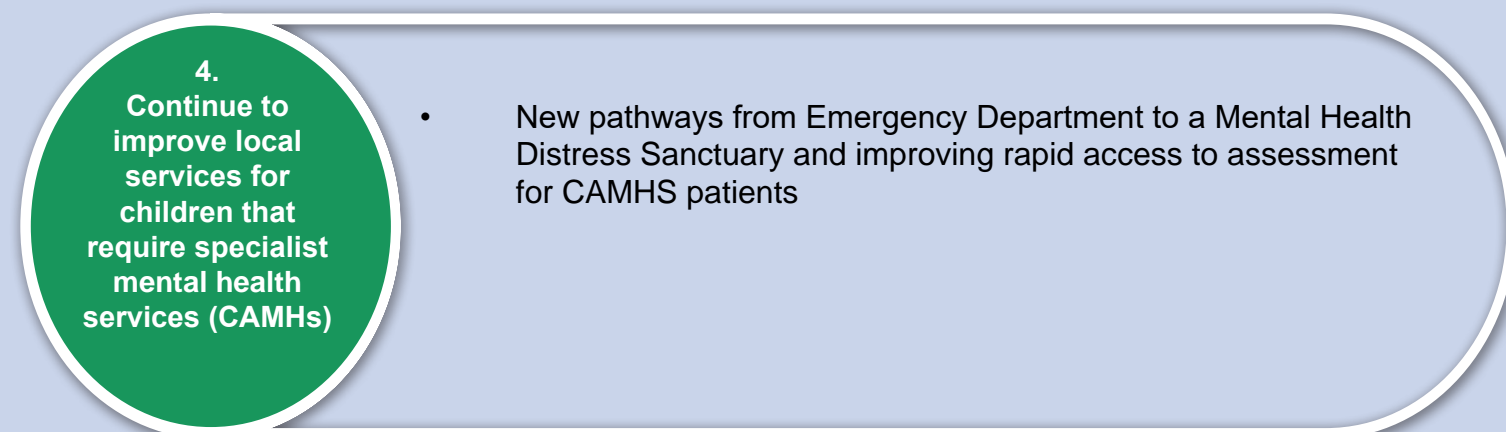 4.
Continue to
improve local
services for
children that
require specialist
mental health
services (CAMHs)
• New pathways from Emergency Department to a Mental Health
Distress Sanctuary and improving rapid access to assessment
for CAMHS patients